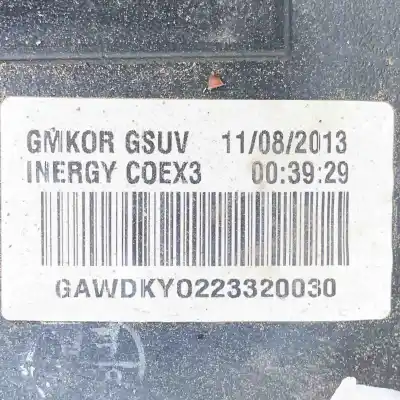 GMKOR GSUV 11/08/2013
INERGY COEX3 00:39:29
GAWDKY0223320030